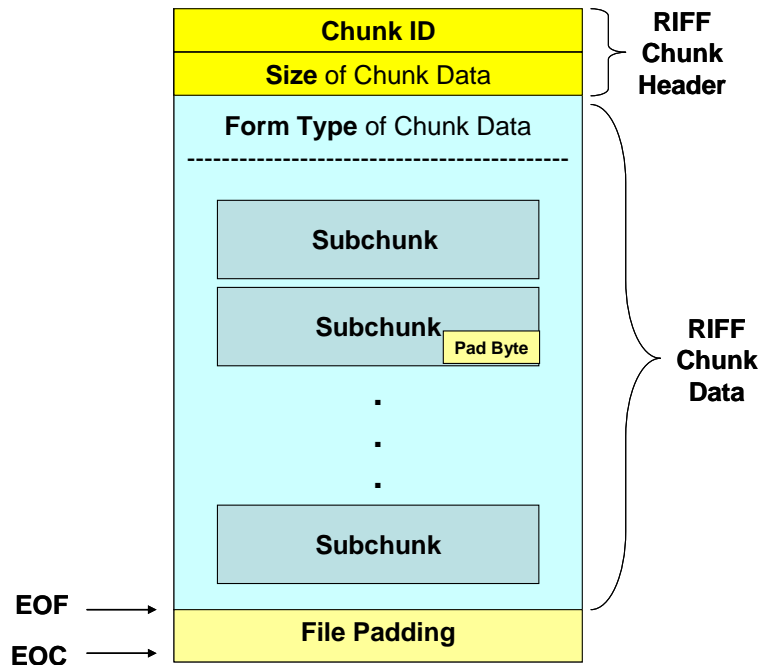 Chunk ID
Size of Chunk Data
RIFF
Chunk
Header
Form Type of Chunk Data
Subchunk
Subchunk
Pad Byte
RIFF
Chunk
Data
Subchunk
EOF
File Padding
EOC